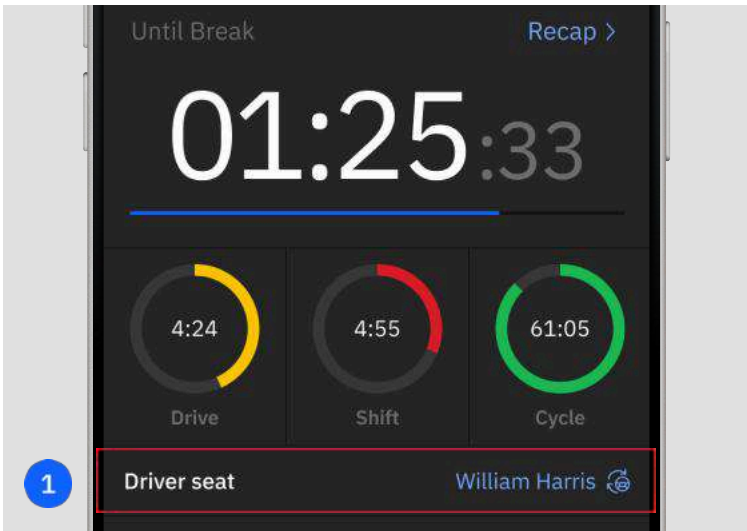 Until Break
Recap >
01:25:33
4:24
4:55
61:05
Drive
Shift
Cycle
1
Driver seat
William Harris